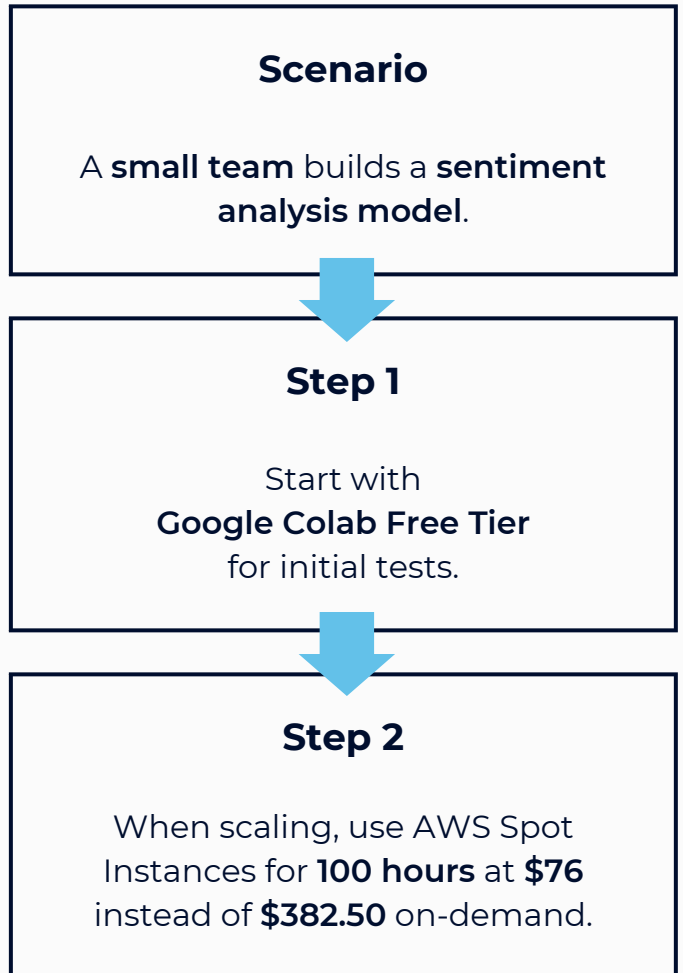 Scenario
A small team builds a sentiment
analysis model.
Step 1
Start with
Google Colab Free Tier
for initial tests.
Step 2
When scaling, use AWS Spot
Instances for 100 hours at $76
instead of $382.50 on-demand.